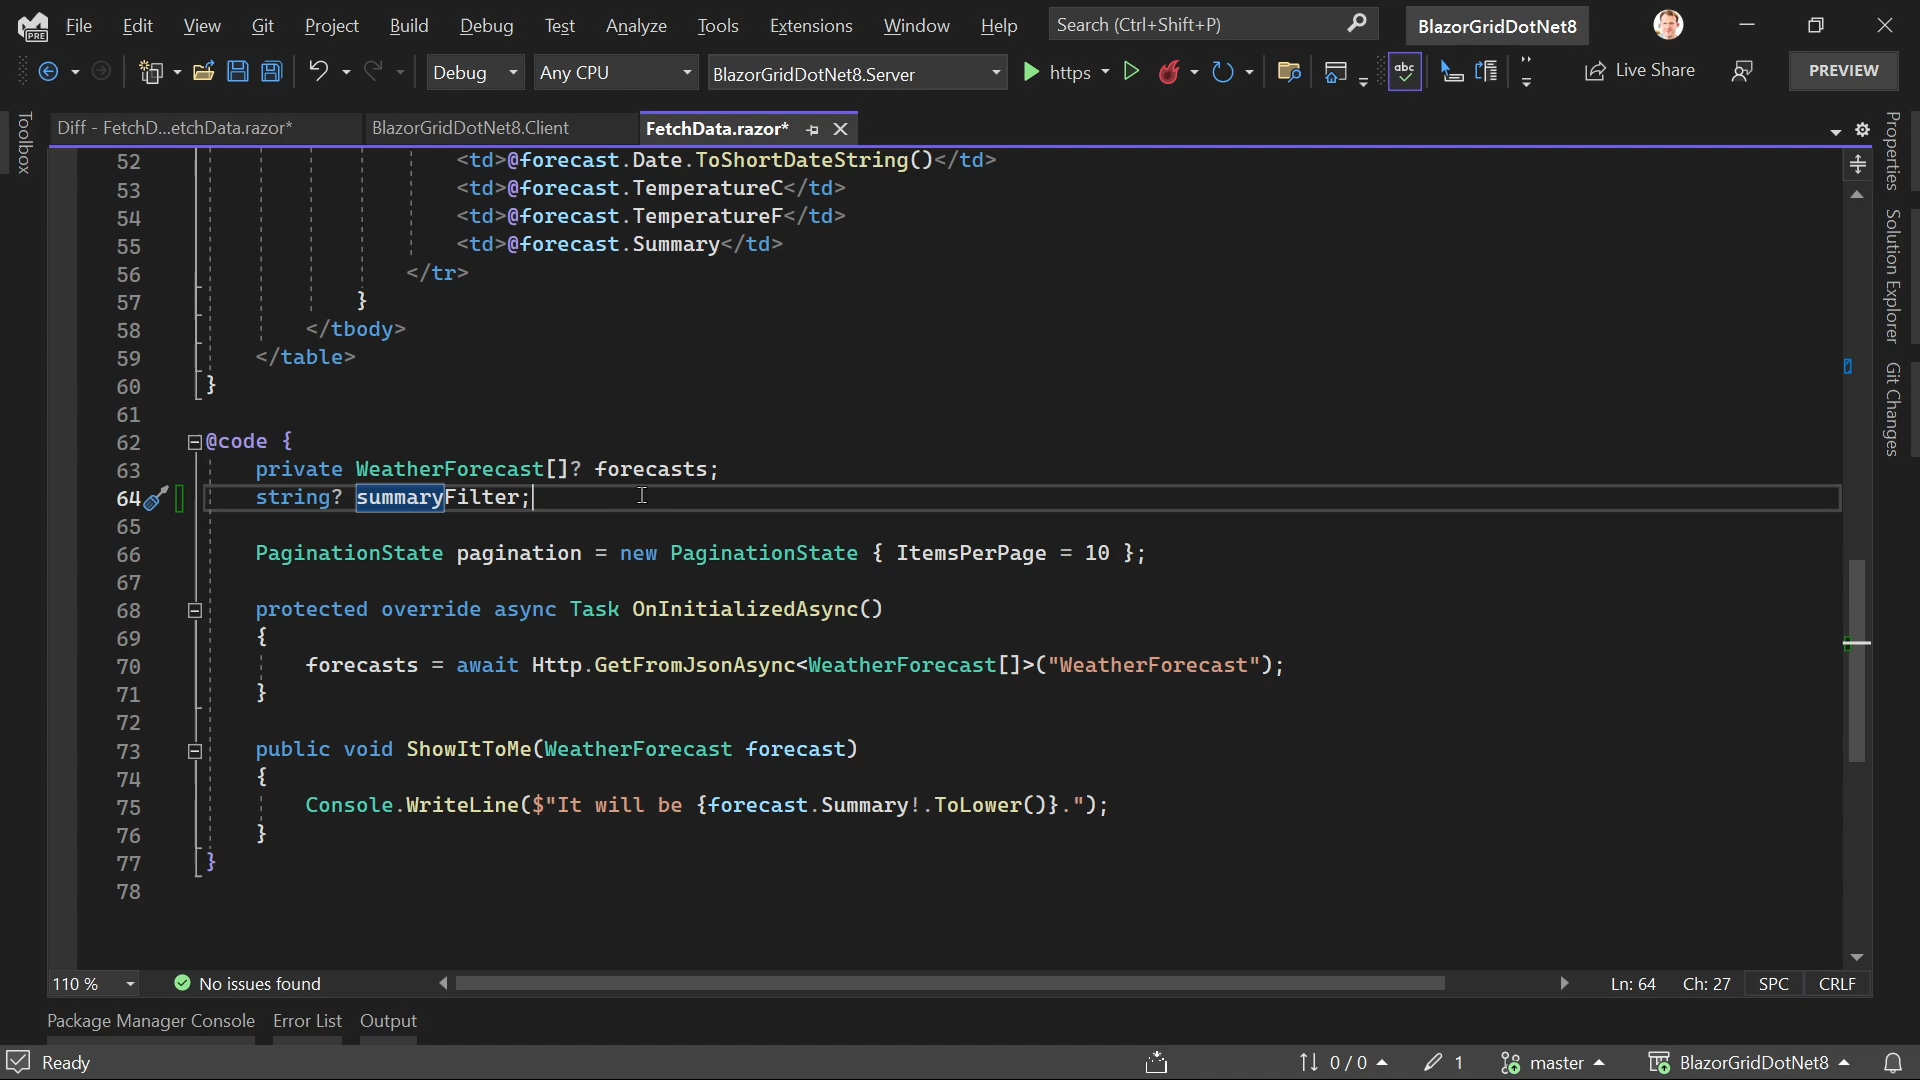 PRE
File Edit View Git Project Build Debug Test Analyze Tools Extensions Window Help Search (Ctrl+Shift+P) BlazorGridDotNet8
Debug Any CPU BlazorGridDotNet8.Server https abc Live Share PREVIEW
Diff - FetchD...etchData.razor* BlazorGridDotNet8.Client FetchData.razor*
Toolbox
Properties
Solution Explorer
Git Changes
52 <td>@forecast.Date.ToShortDateString()</td>
53 <td>@forecast.TemperatureC</td>
54 <td>@forecast.TemperatureF</td>
55 <td>@forecast.Summary</td>
56 </tr>
57 }
58 </tbody>
59 </table>
60 }
61
62 @code {
63 private WeatherForecast[]? forecasts;
64 string? summaryFilter;
65
66 PaginationState pagination = new PaginationState { ItemsPerPage = 10 };
67
68 protected override async Task OnInitializedAsync()
69 {
70 forecasts = await Http.GetFromJsonAsync<WeatherForecast[]>("WeatherForecast");
71 }
72
73 public void ShowItToMe(WeatherForecast forecast)
74 {
75 Console.WriteLine($"It will be {forecast.Summary!.ToLower()}.");
76 }
77 }
78
110 % No issues found Ln: 64 Ch: 27 SPC CRLF
Package Manager Console Error List Output
Ready 0 / 0 1 master BlazorGridDotNet8